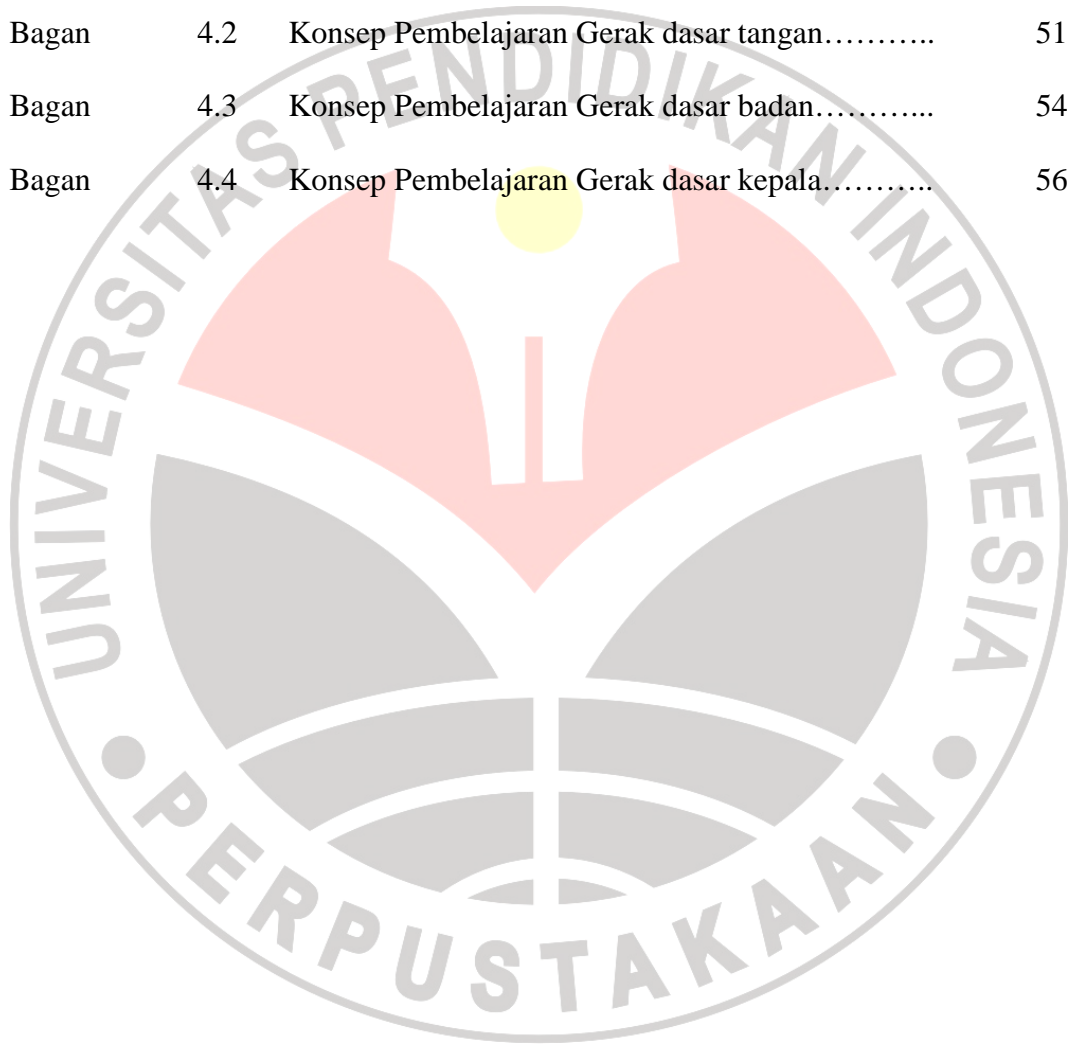 Bagan 4.2 Konsep Pembelajaran Gerak dasar tangan……….. 51
Bagan 4.3 Konsep Pembelajaran Gerak dasar badan………... 54
Bagan 4.4 Konsep Pembelajaran Gerak dasar kepala……….. 56
UNIVERSITAS PENDIDIKAN INDONESIA
PERPUSTAKAAN